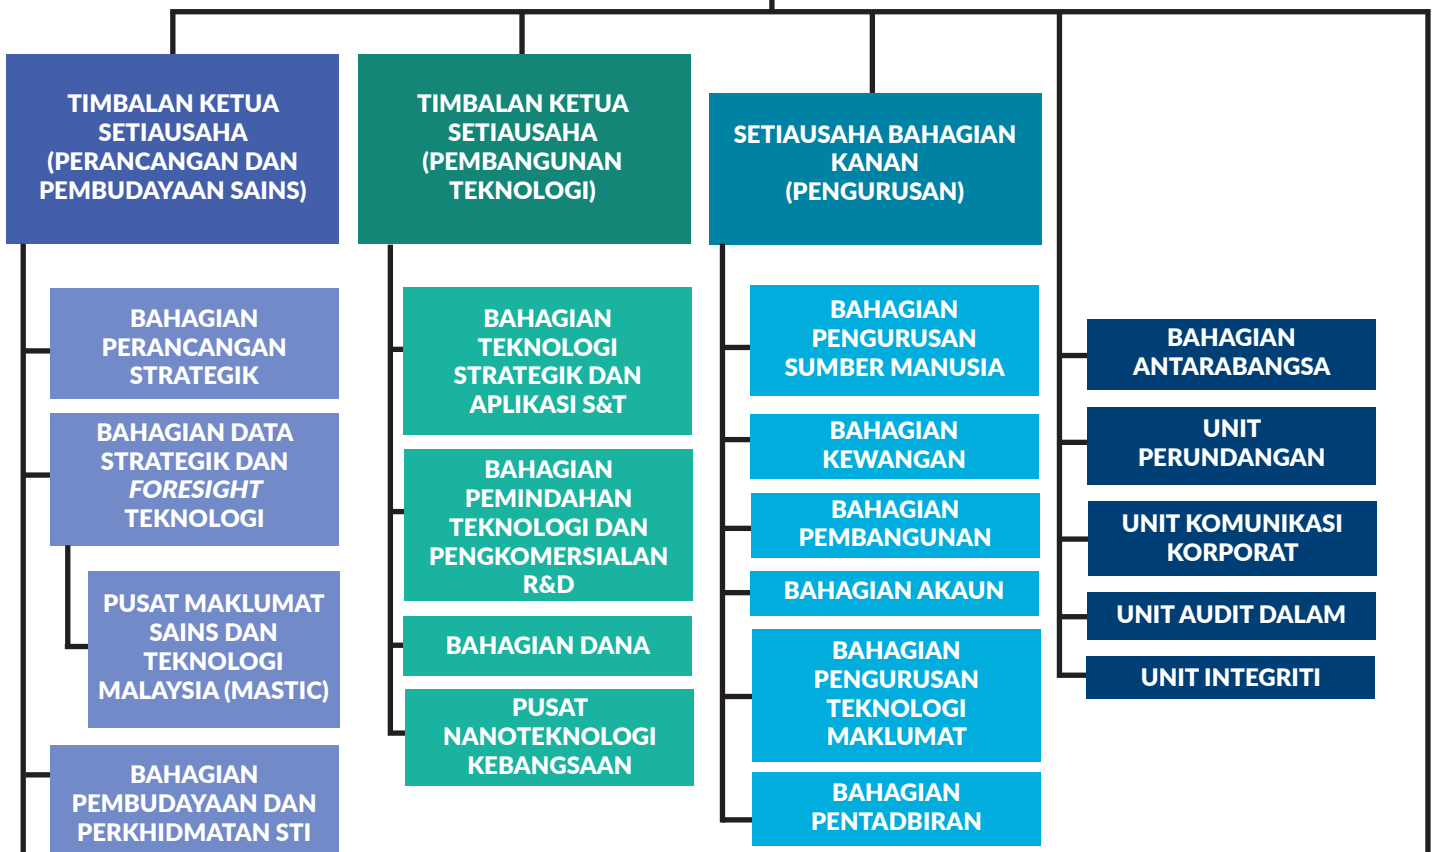 TIMBALAN KETUA
SETIAUSAHA
(PERANCANGAN DAN
PEMBUDAYAAN SAINS)
BAHAGIAN
PERANCANGAN
STRATEGIK
BAHAGIAN DATA
STRATEGIK DAN
FORESIGHT
TEKNOLOGI
PUSAT MAKLUMAT
SAINS DAN
TEKNOLOGI
MALAYSIA (MASTIC)
BAHAGIAN
PEMBUDAYAAN DAN
PERKHIDMATAN STI
TIMBALAN KETUA
SETIAUSAHA
(PEMBANGUNAN
TEKNOLOGI)
BAHAGIAN
TEKNOLOGI
STRATEGIK DAN
APLIKASI S&T
BAHAGIAN
PEMINDAHAN
TEKNOLOGI DAN
PENGKOMERSIALAN
R&D
BAHAGIAN DANA
PUSAT
NANOTEKNOLOGI
KEBANGSAAN
SETIAUSAHA BAHAGIAN
KANAN
(PENGURUSAN)
BAHAGIAN
PENGURUSAN
SUMBER MANUSIA
BAHAGIAN
KEWANGAN
BAHAGIAN
PEMBANGUNAN
BAHAGIAN AKAUN
BAHAGIAN
PENGURUSAN
TEKNOLOGI
MAKLUMAT
BAHAGIAN
PENTADBIRAN
BAHAGIAN
ANTARABANGSA
UNIT
PERUNDANGAN
UNIT KOMUNIKASI
KORPORAT
UNIT AUDIT DALAM
UNIT INTEGRITI